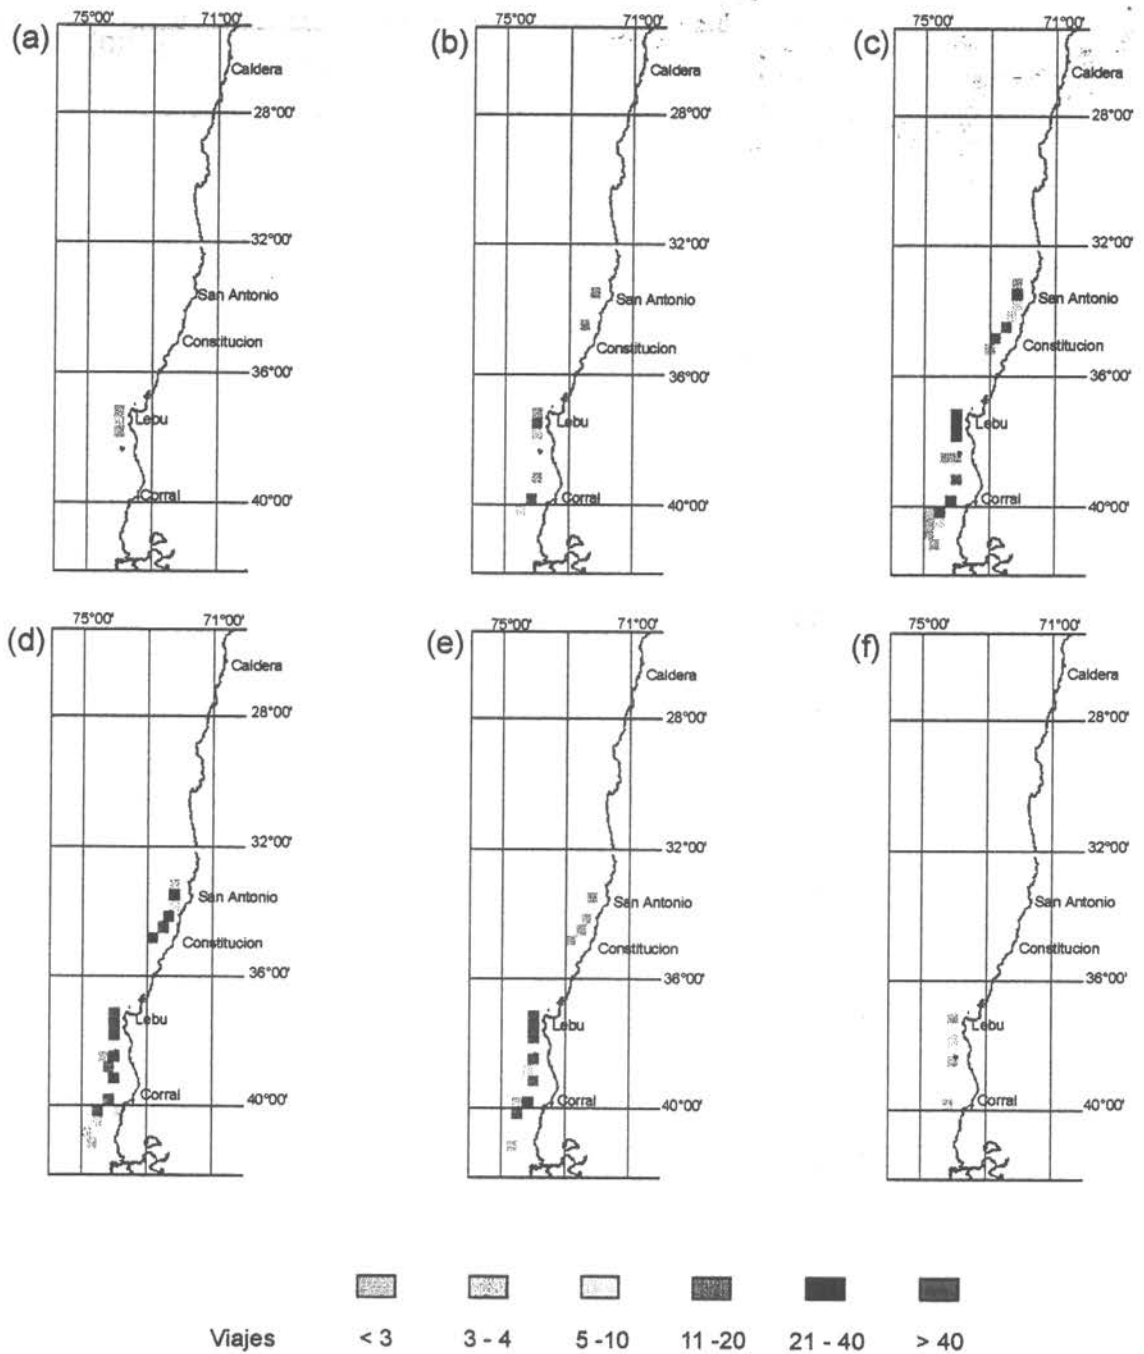 75°00' 71°00' 75°00' 71°00' 75°00' 71°00'
(a) (b) (c)
Caldera Caldera Caldera
28°00' 28°00' 28°00'
32°00' 32°00' 32°00'
San Antonio San Antonio San Antonio
Constitucion Constitucion Constitucion
36°00' 36°00' 36°00'
Lebu Lebu Lebu
Corral Corral Corral
40°00' 40°00' 40°00'
75°00' 71°00' 75°00' 71°00' 75°00' 71°00'
(d) (e) (f)
Caldera Caldera Caldera
28°00' 28°00' 28°00'
32°00' 32°00' 32°00'
San Antonio San Antonio San Antonio
Constitucion Constitucion Constitucion
36°00' 36°00' 36°00'
Lebu Lebu Lebu
Corral Corral Corral
40°00' 40°00' 40°00'
Viajes < 3 3 - 4 5 -10 11 -20 21 - 40 > 40